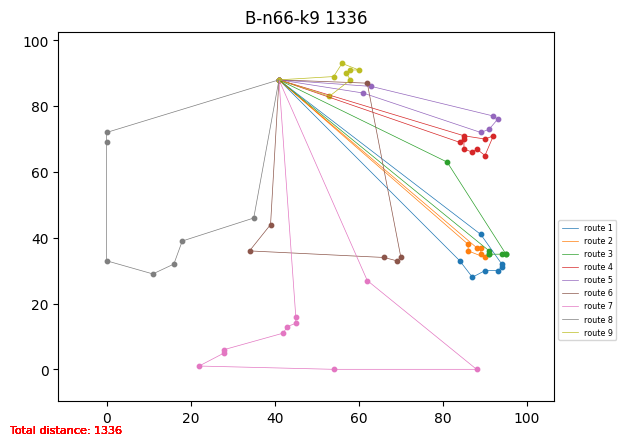 B-n66-k9 1336
100
80
60
40
20
0
0 20 40 60 80 100
route 1
route 2
route 3
route 4
route 5
route 6
route 7
route 8
route 9
Total distance: 1336